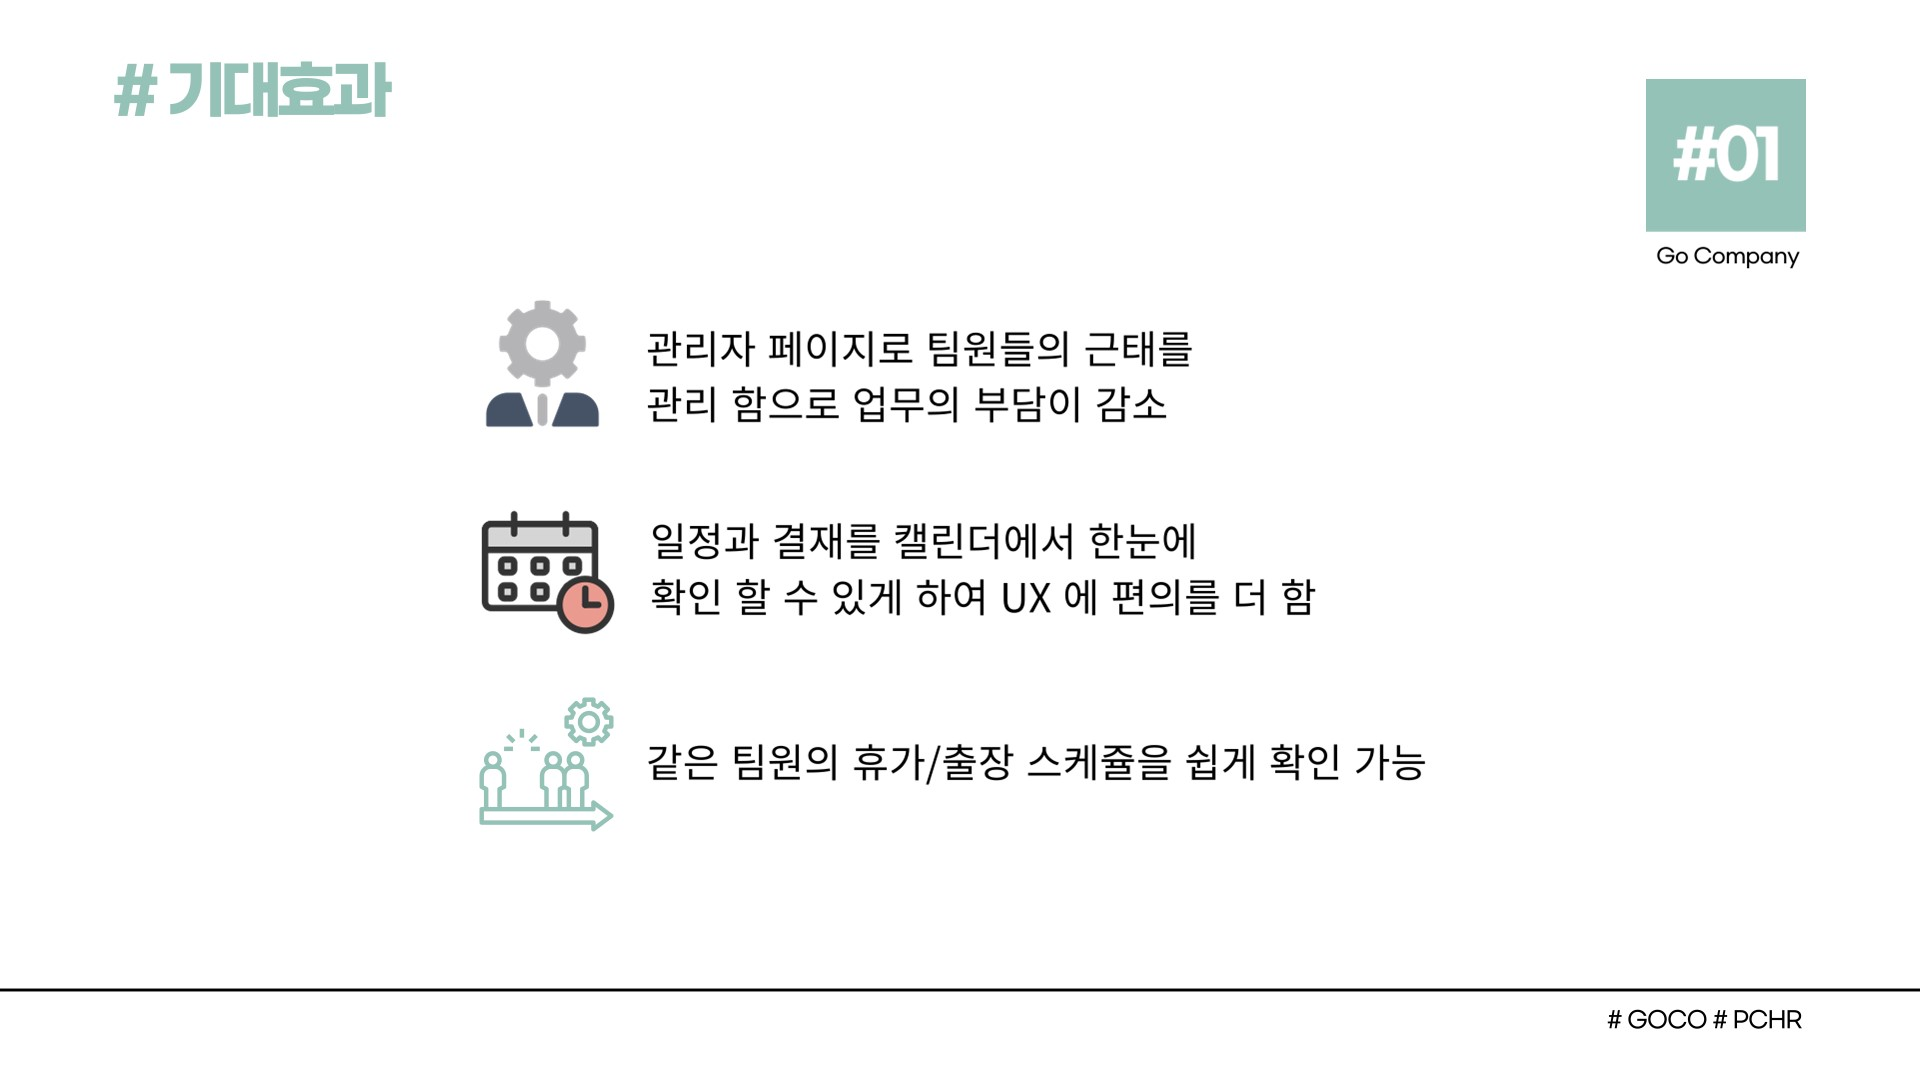 # 기대효과
#01
Go Company
관리자 페이지로 팀원들의 근태를
관리 함으로 업무의 부담이 감소
일정과 결재를 캘린더에서 한눈에
확인 할 수 있게 하여 UX 에 편의를 더 함
같은 팀원의 휴가/출장 스케쥴을 쉽게 확인 가능
# GOCO # PCHR